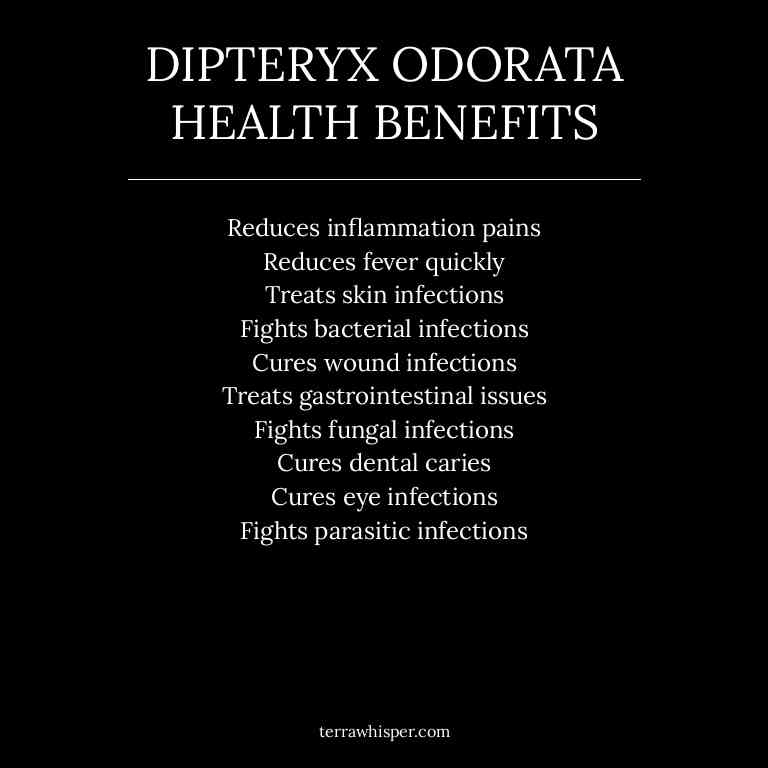 DIPTERYX ODORATA
HEALTH BENEFITS
Reduces inflammation pains
Reduces fever quickly
Treats skin infections
Fights bacterial infections
Cures wound infections
Treats gastrointestinal issues
Fights fungal infections
Cures dental caries
Cures eye infections
Fights parasitic infections
terrawhisper.com